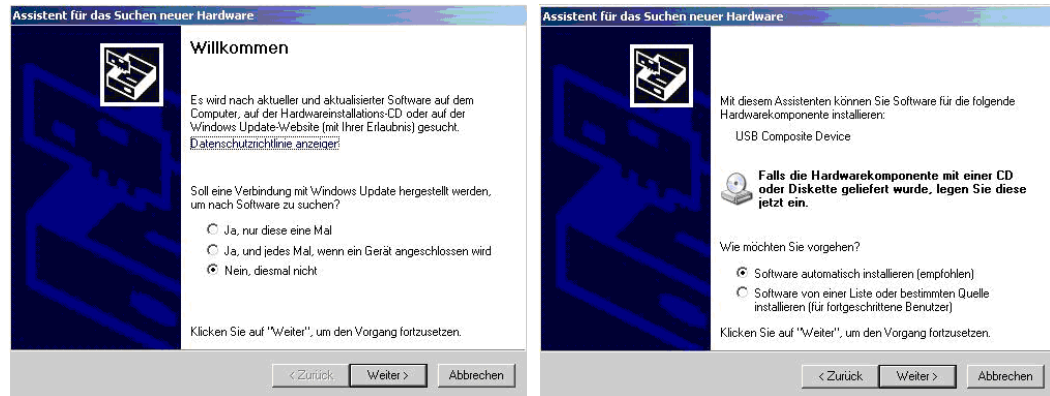 Assistent für das Suchen neuer Hardware
Willkommen
Es wird nach aktueller und aktualisierter Software auf dem
Computer, auf der Hardwareinstallations-CD oder auf der
Windows Update-Website (mit Ihrer Erlaubnis) gesucht.
Datenschutzrichtlinie anzeigen
Soll eine Verbindung mit Windows Update hergestellt werden,
um nach Software zu suchen?
Ja, nur diese eine Mal
Ja, und jedes Mal, wenn ein Gerät angeschlossen wird
Nein, diesmal nicht
Klicken Sie auf "Weiter", um den Vorgang fortzusetzen.
< Zurück
Weiter >
Abbrechen
Assistent für das Suchen neuer Hardware
Mit diesem Assistenten können Sie Software für die folgende
Hardwarekomponente installieren:
USB Composite Device
Falls die Hardwarekomponente mit einer CD
oder Diskette geliefert wurde, legen Sie diese
jetzt ein.
Wie möchten Sie vorgehen?
Software automatisch installieren (empfohlen)
Software von einer Liste oder bestimmten Quelle
installieren (für fortgeschrittene Benutzer)
Klicken Sie auf "Weiter", um den Vorgang fortzusetzen.
< Zurück
Weiter >
Abbrechen